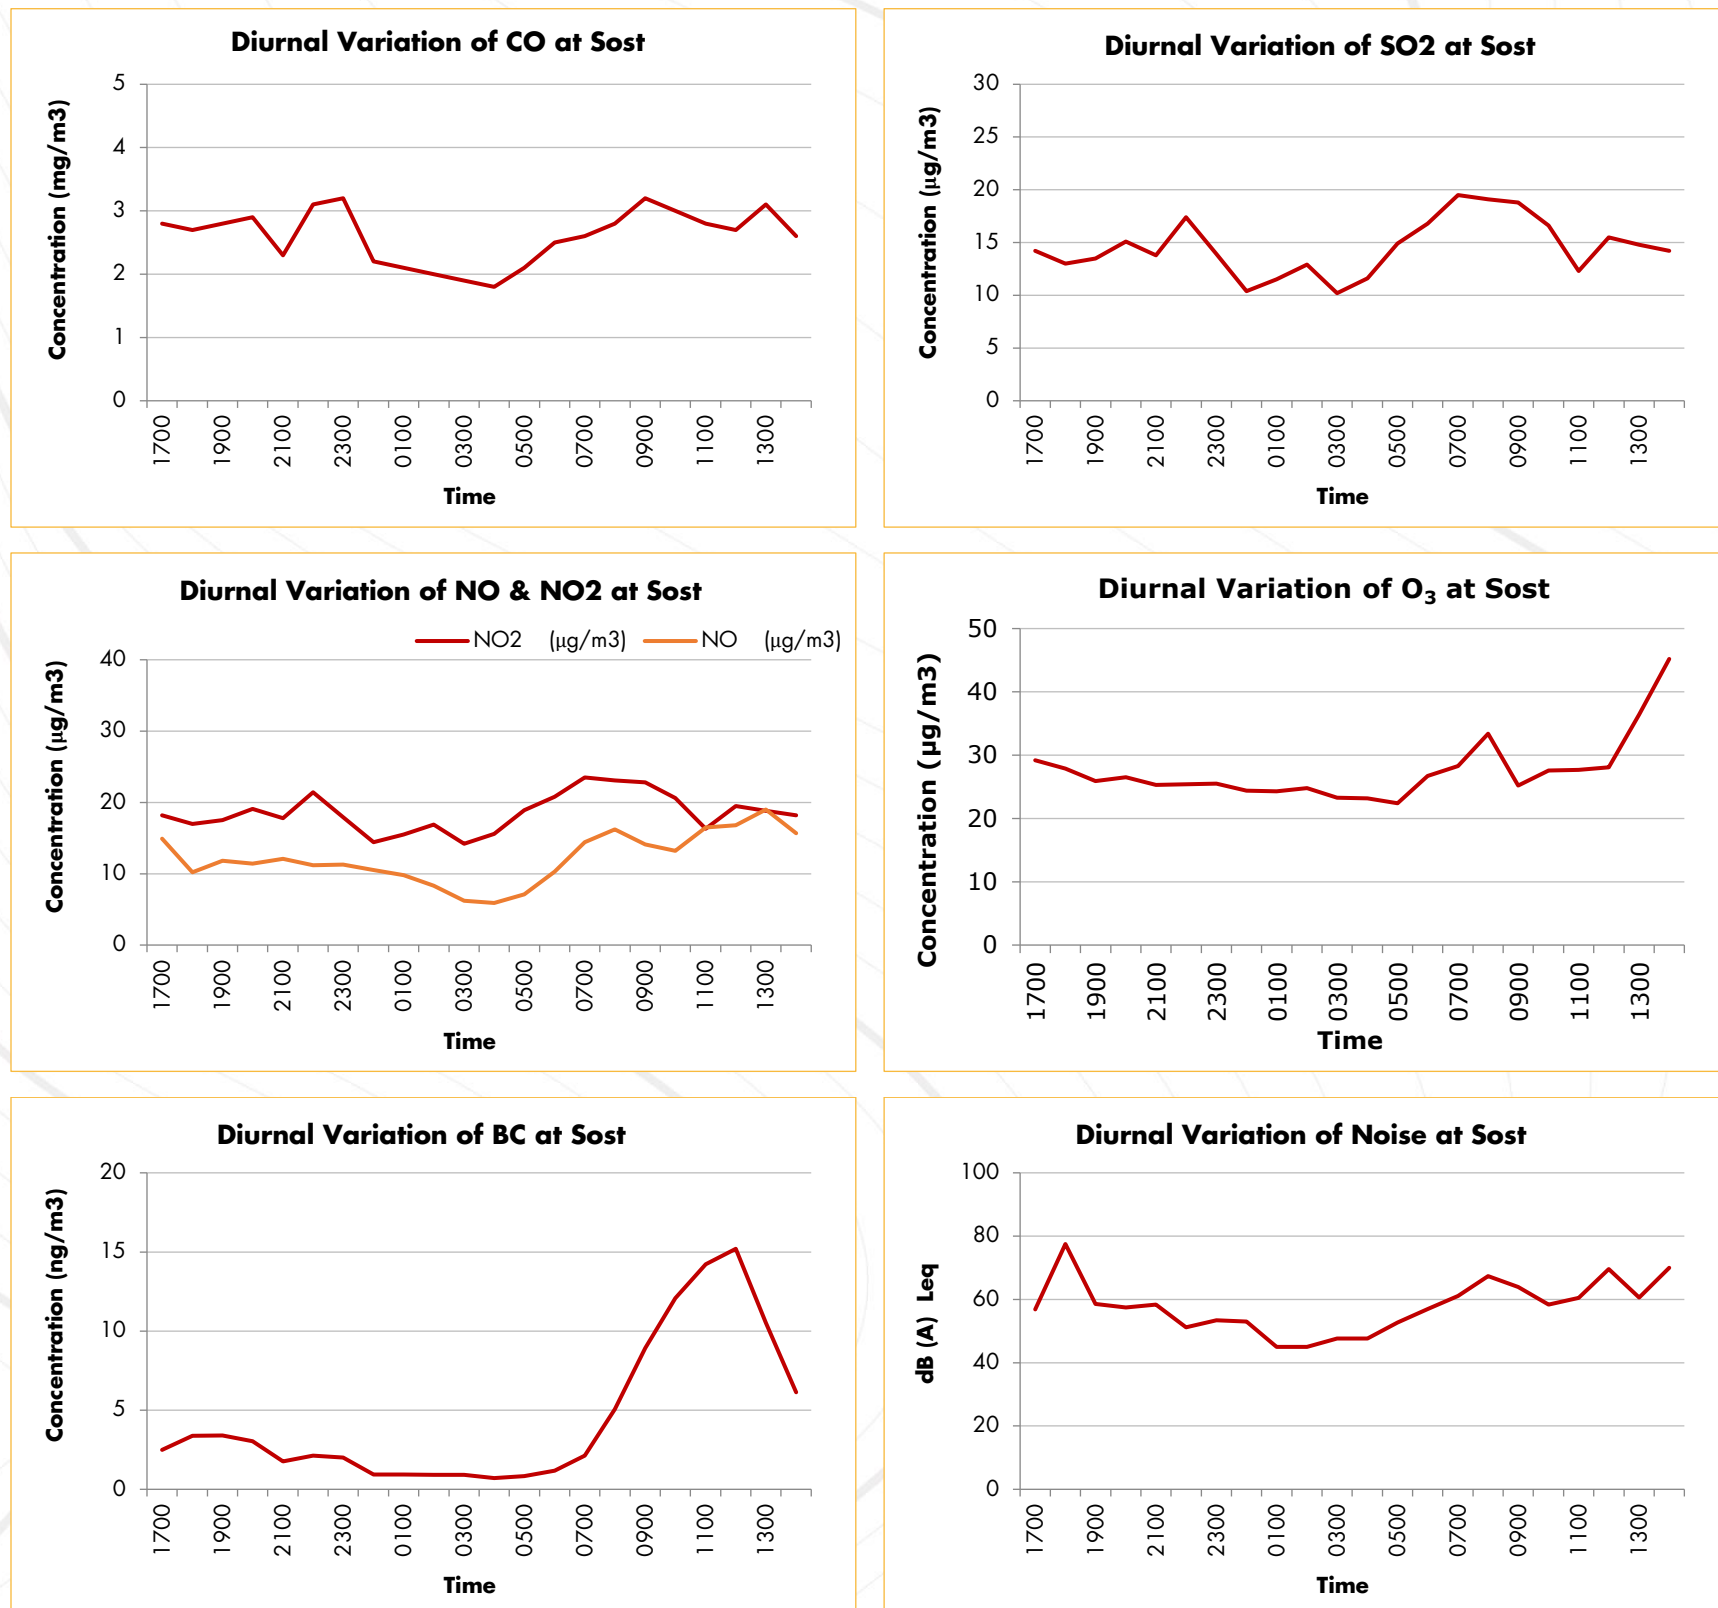 Diurnal Variation of CO at Sost
Concentration (mg/m3)
5
4
3
2
1
0
1700 1900 2100 2300 0100 0300 0500 0700 0900 1100 1300
Time
Diurnal Variation of SO2 at Sost
Concentration (µg/m3)
30
25
20
15
10
5
0
1700 1900 2100 2300 0100 0300 0500 0700 0900 1100 1300
Time
Diurnal Variation of NO & NO2 at Sost
NO2 (µg/m3) NO (µg/m3)
Concentration (µg/m3)
40
30
20
10
0
1700 1900 2100 2300 0100 0300 0500 0700 0900 1100 1300
Time
Diurnal Variation of O3 at Sost
Concentration (µg/m3)
50
40
30
20
10
0
1700 1900 2100 2300 0100 0300 0500 0700 0900 1100 1300
Time
Diurnal Variation of BC at Sost
Concentration (ng/m3)
20
15
10
5
0
1700 1900 2100 2300 0100 0300 0500 0700 0900 1100 1300
Time
Diurnal Variation of Noise at Sost
dB (A) Leq
100
80
60
40
20
0
1700 1900 2100 2300 0100 0300 0500 0700 0900 1100 1300
Time